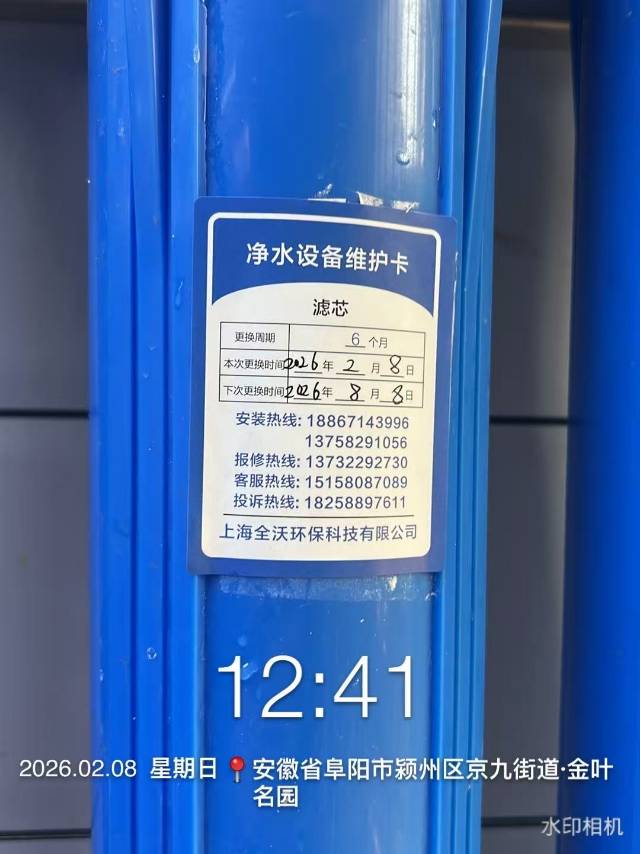 净水设备维护卡
滤芯
更换周期 6 个月
本次更换时间 2026 年 2 月 8 日
下次更换时间 2026 年 8 月 8 日
安装热线: 18867143996
13758291056
报修热线: 13732292730
客服热线: 15158087089
投诉热线: 18258897611
上海全沃环保科技有限公司
12:41
2026.02.08 星期日 安徽省阜阳市颍州区京九街道·金叶
名园
水印相机